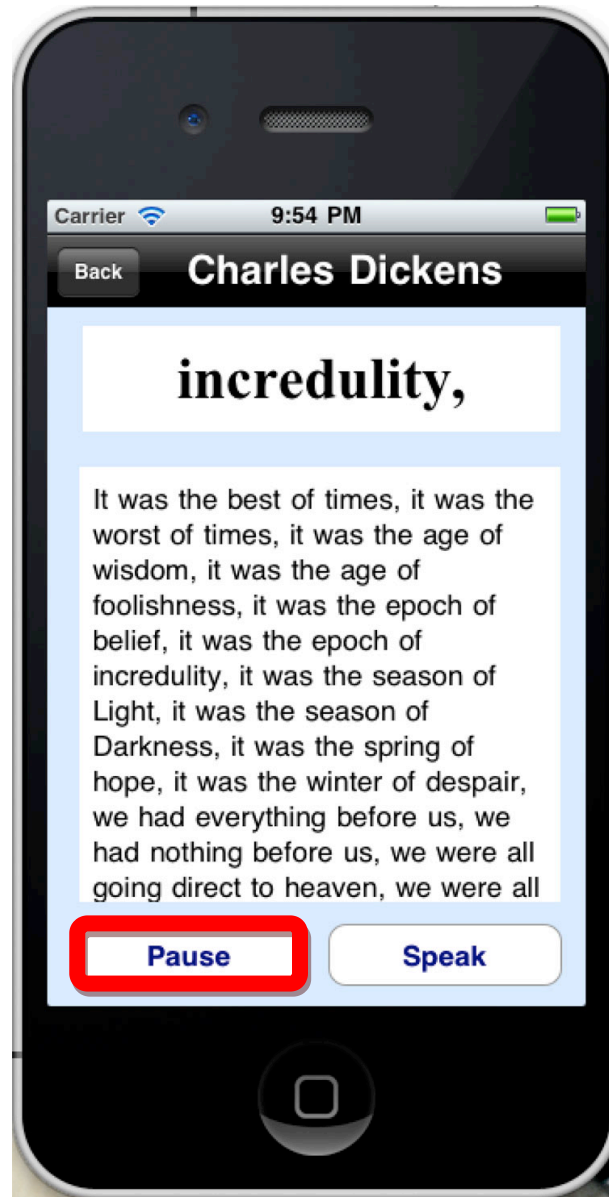 Carrier 9:54 PM
Back Charles Dickens
incredulity,
It was the best of times, it was the
worst of times, it was the age of
wisdom, it was the age of
foolishness, it was the epoch of
belief, it was the epoch of
incredulity, it was the season of
Light, it was the season of
Darkness, it was the spring of
hope, it was the winter of despair,
we had everything before us, we
had nothing before us, we were all
going direct to heaven, we were all
Pause Speak